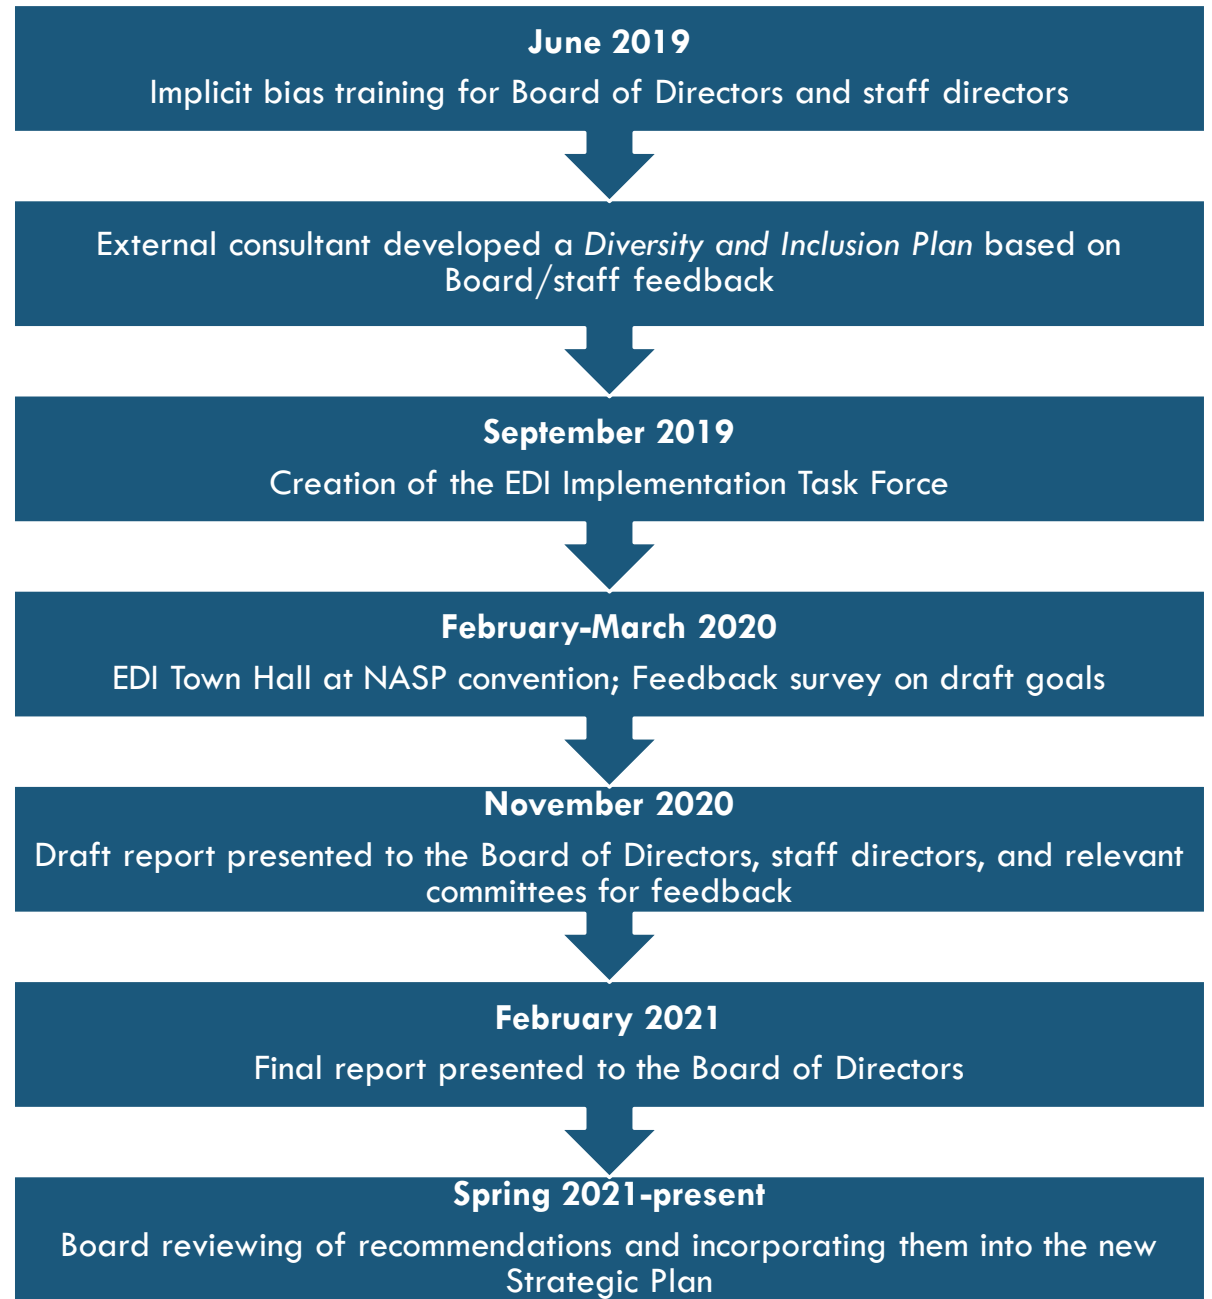 June 2019
Implicit bias training for Board of Directors and staff directors
External consultant developed a Diversity and Inclusion Plan based on
Board/staff feedback
September 2019
Creation of the EDI Implementation Task Force
February-March 2020
EDI Town Hall at NASP convention; Feedback survey on draft goals
November 2020
Draft report presented to the Board of Directors, staff directors, and relevant
committees for feedback
February 2021
Final report presented to the Board of Directors
Spring 2021-present
Board reviewing of recommendations and incorporating them into the new
Strategic Plan